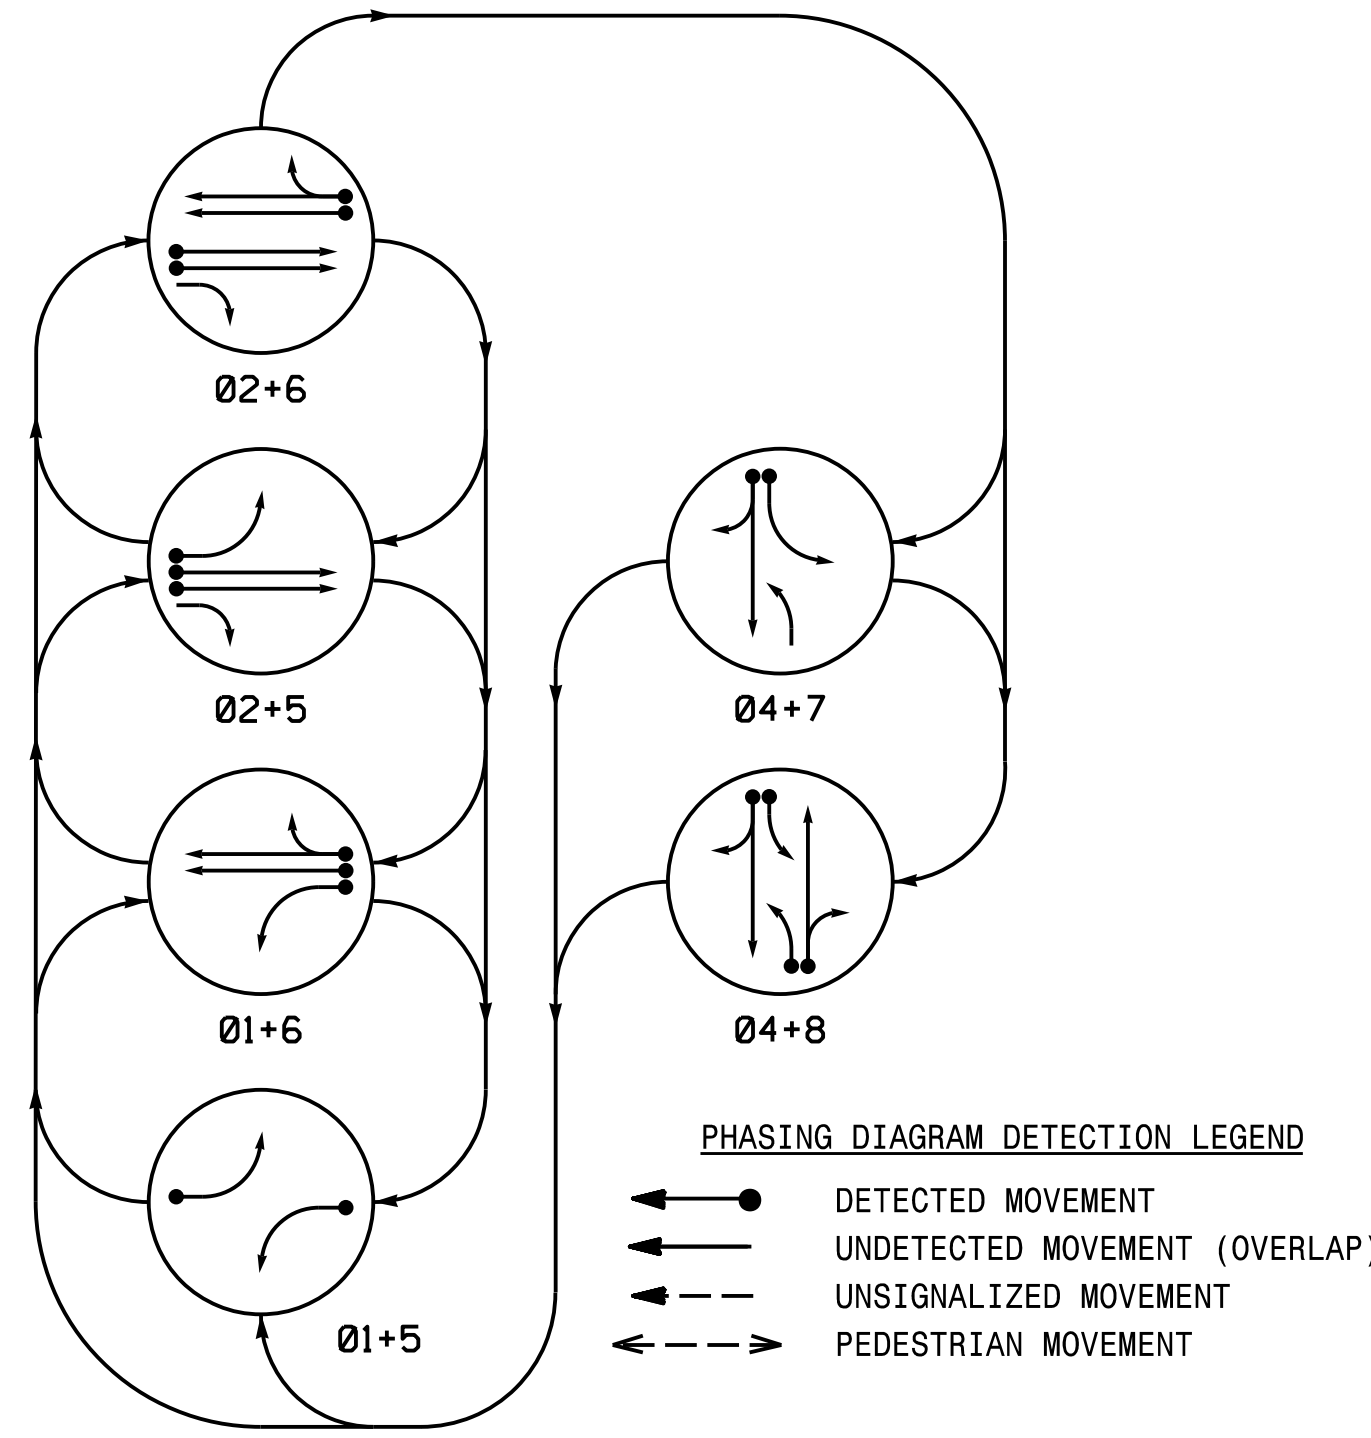 Ø2+6
Ø2+5
Ø4+7
Ø1+6
Ø4+8
PHASING DIAGRAM DETECTION LEGEND
DETECTED MOVEMENT
UNDETECTED MOVEMENT (OVERLAP)
UNSIGNALIZED MOVEMENT
Ø1+5
PEDESTRIAN MOVEMENT